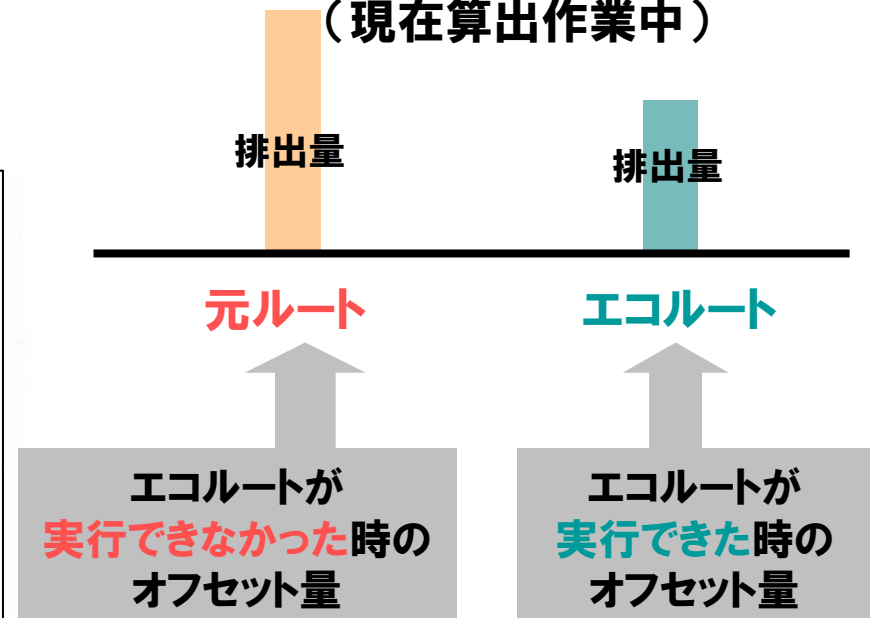 （現在算出作業中）
排出量
排出量
元ルート
エコルート
エコルートが
実行できなかった時の
オフセット量
エコルートが
実行できた時の
オフセット量